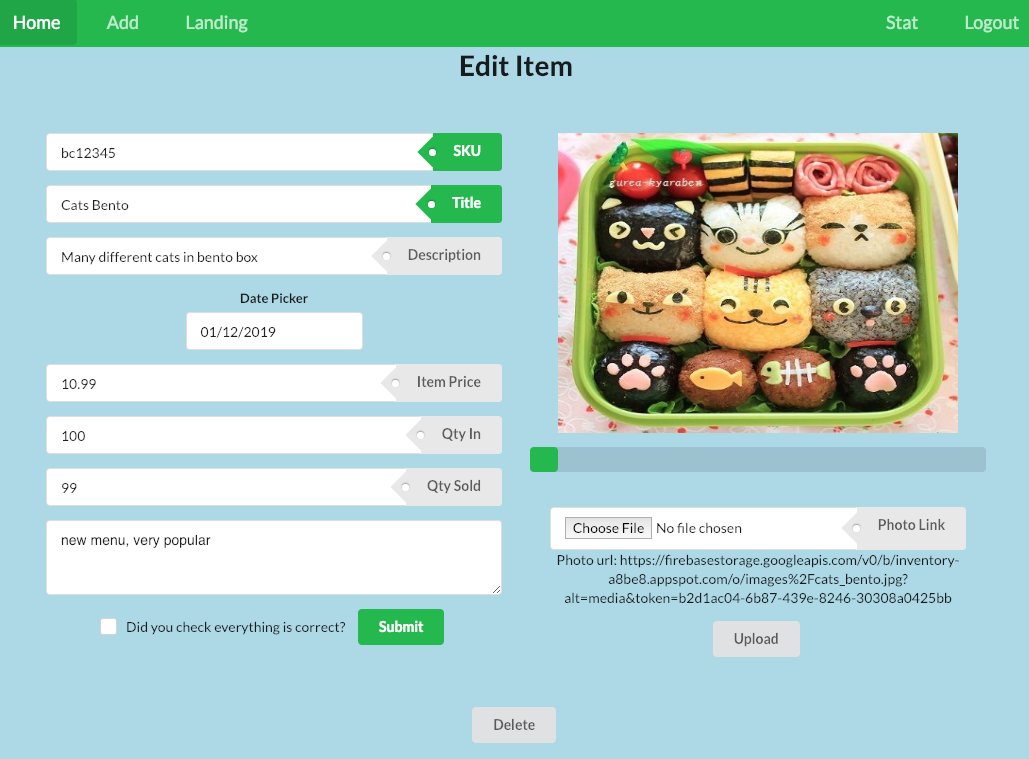 Home Add Landing Stat Logout
Edit Item
bc12345 SKU
Cats Bento Title
Many different cats in bento box Description
Date Picker
01/12/2019
10.99 Item Price
100 Qty In
99 Qty Sold
new menu, very popular
Did you check everything is correct? Submit
gurea-kyaraben
Choose File No file chosen Photo Link
Photo url: https://firebasestorage.googleapis.com/v0/b/inventory-
a8be8.appspot.com/o/images%2Fcats_bento.jpg?
alt=media&token=b2d1ac04-6b87-439e-8246-30308a0425bb
Upload
Delete